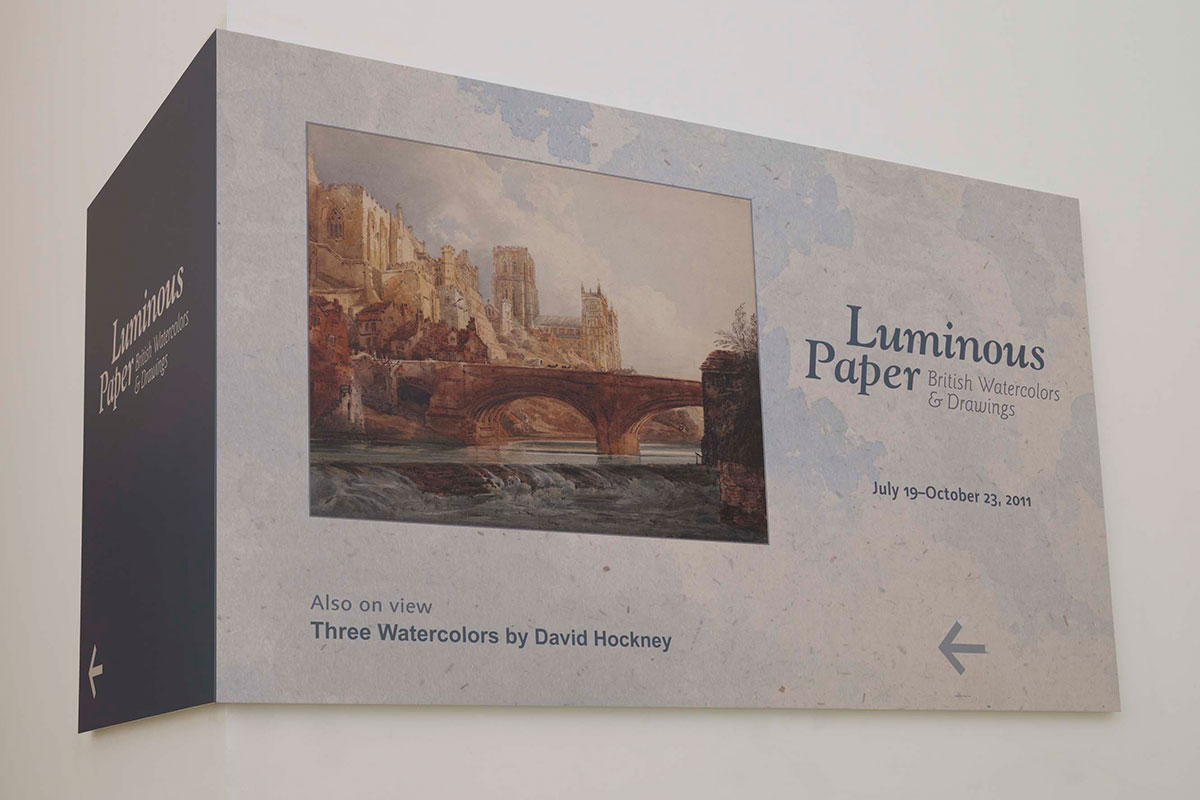 Luminous
Paper British Watercolors
& Drawings
Luminous
Paper British Watercolors
& Drawings
July 19–October 23, 2011
Also on view
Three Watercolors by David Hockney